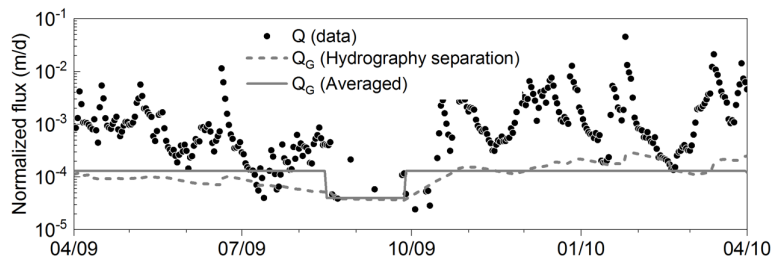 10⁻¹
Q (data)
Q_G (Hydrography separation)
Q_G (Averaged)
10⁻²
10⁻³
10⁻⁴
10⁻⁵
Normalized flux (m/d)
04/09 07/09 10/09 01/10 04/10